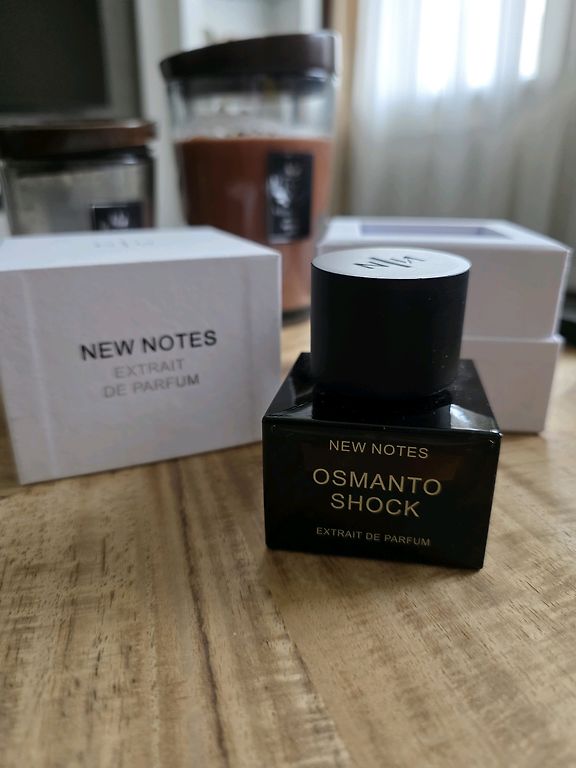 NEW NOTES
EXTRAIT
DE PARFUM
NEW NOTES
OSMANTO
SHOCK
EXTRAIT DE PARFUM